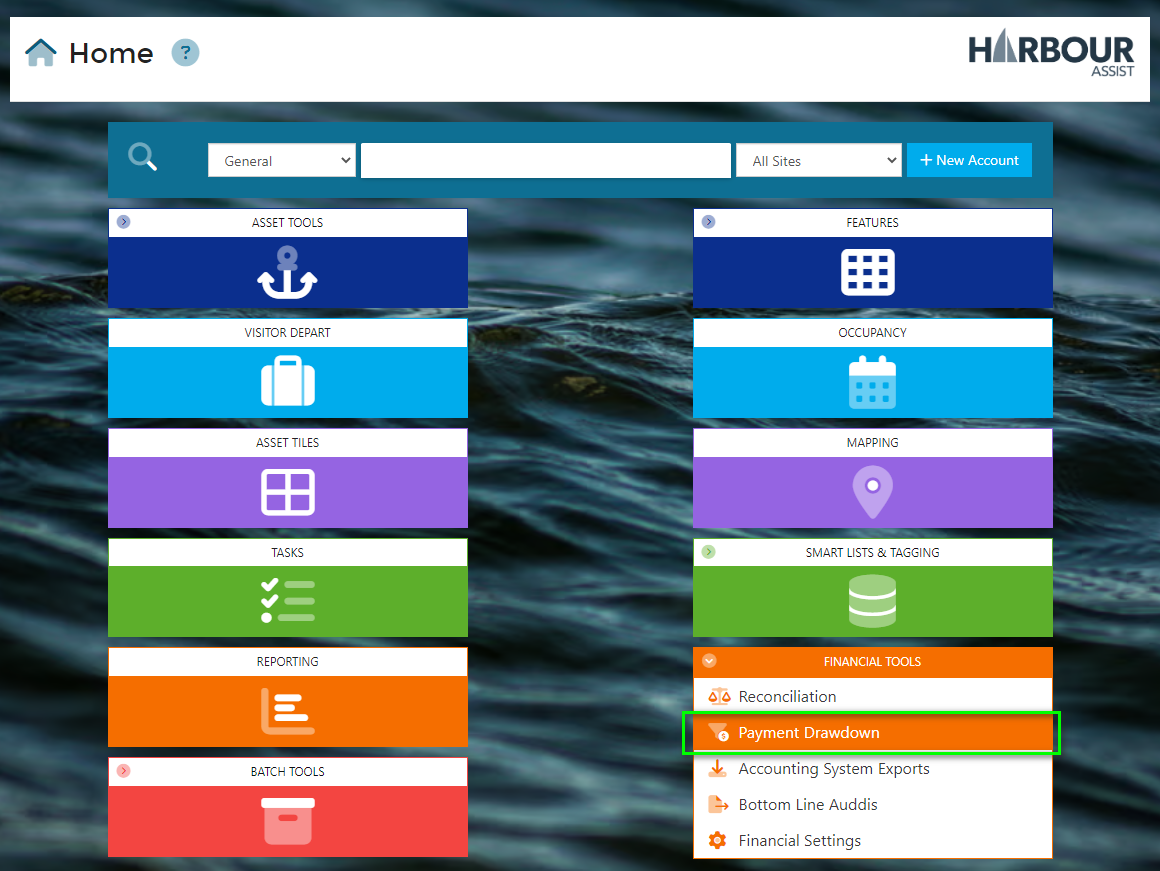 Home ?
HARBOUR
ASSIST
General
All Sites
+ New Account
ASSET TOOLS
FEATURES
VISITOR DEPART
OCCUPANCY
ASSET TILES
MAPPING
TASKS
SMART LISTS & TAGGING
REPORTING
FINANCIAL TOOLS
Reconciliation
Payment Drawdown
BATCH TOOLS
Accounting System Exports
Bottom Line Auddis
Financial Settings